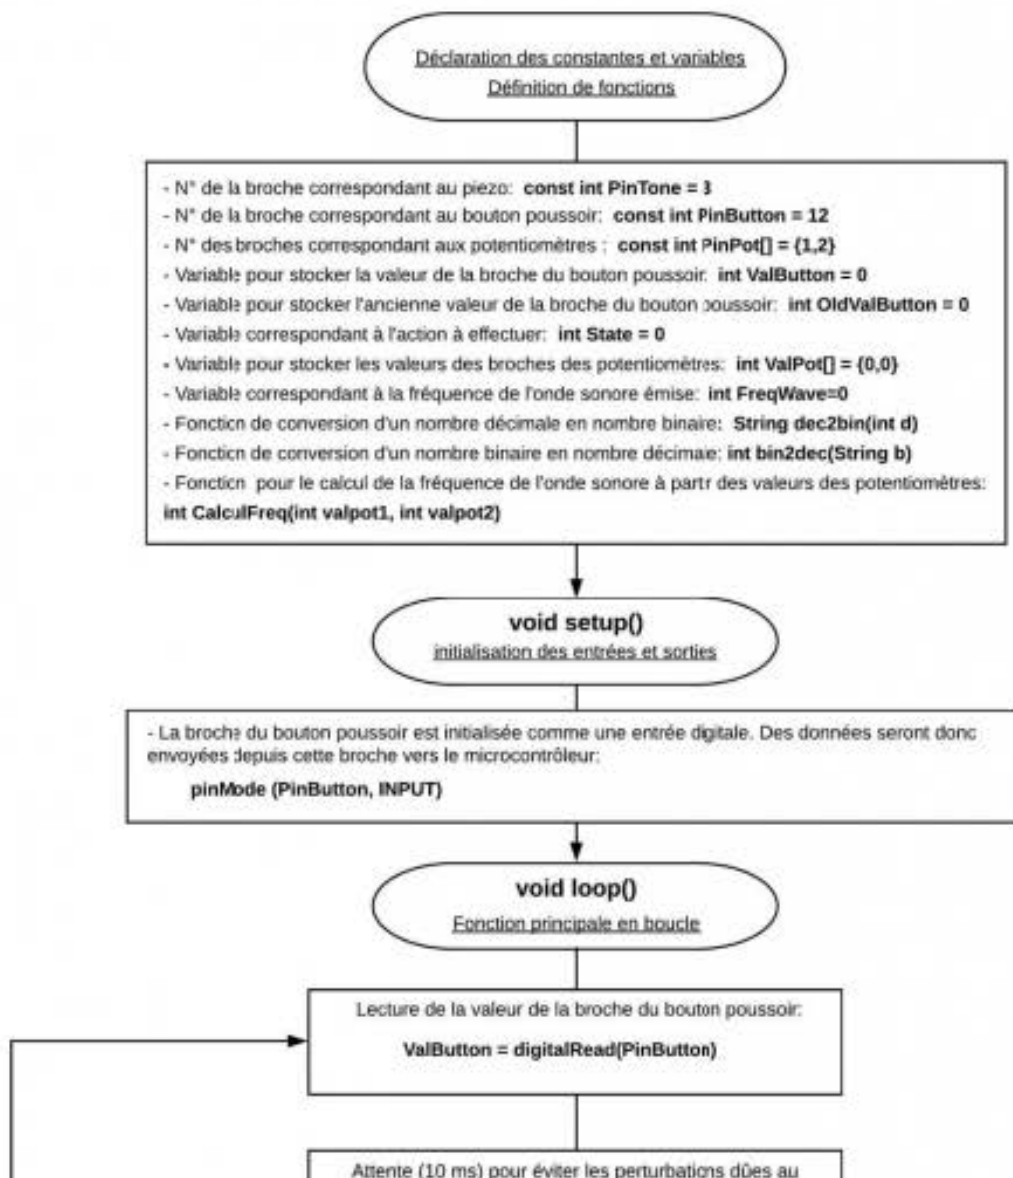 Déclaration des constantes et variables
Définition de fonctions
- N° de la broche correspondant au piezo: const int PinTone = 3
- N° de la broche correspondant au bouton poussoir: const int PinButton = 12
- N° des broches correspondant aux potentiomètres : const int PinPot[] = {1,2}
- Variable pour stocker la valeur de la broche du bouton poussoir: int ValButton = 0
- Variable pour stocker l'ancienne valeur de la broche du bouton poussoir: int OldValButton = 0
- Variable correspondant à l'action à effectuer: int State = 0
- Variable pour stocker les valeurs des broches des potentiomètres: int ValPot[] = {0,0}
- Variable correspondant à la fréquence de l'onde sonore émise: int FreqWave=0
- Fonction de conversion d'un nombre décimale en nombre binaire: String dec2bin(int d)
- Fonction de conversion d'un nombre binaire en nombre décimale: int bin2dec(String b)
- Fonction pour le calcul de la fréquence de l'onde sonore à partir des valeurs des potentiomètres:
int CalculFreq(int valpot1, int valpot2)
void setup()
initialisation des entrées et sorties
- La broche du bouton poussoir est initialisée comme une entrée digitale. Des données seront donc
envoyées depuis cette broche vers le microcontrôleur:
pinMode (PinButton, INPUT)
void loop()
Fonction principale en boucle
Lecture de la valeur de la broche du bouton poussoir:
ValButton = digitalRead(PinButton)
Attente (10 ms) pour éviter les perturbations dûes au